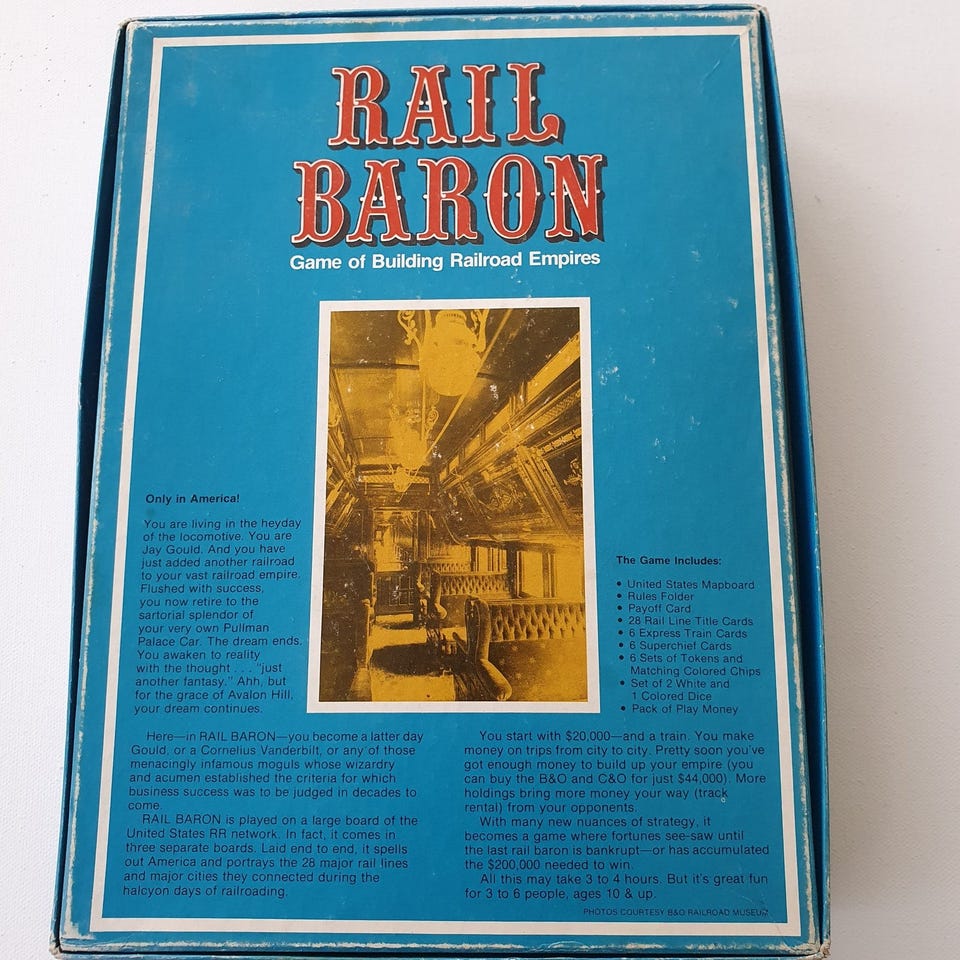 RAIL
BARON
Game of Building Railroad Empires
Only in America!
You are living in the heyday
of the locomotive. You are
Jay Gould. And you have
just added another railroad
to your vast railroad empire.
Flushed with success,
you now retire to the
sartorial splendor of
your very own Pullman
Palace Car. The dream ends.
You awaken to reality
with the thought . . . "just
another fantasy." Ahh, but
for the grace of Avalon Hill,
your dream continues.
The Game Includes:
• United States Mapboard
• Rules Folder
• Payoff Card
• 28 Rail Line Title Cards
• 6 Express Train Cards
• 6 Superchief Cards
• 6 Sets of Tokens and
Matching Colored Chips
• Set of 2 White and
1 Colored Dice
• Pack of Play Money
Here—in RAIL BARON—you become a latter day
Gould, or a Cornelius Vanderbilt, or any of those
menacingly infamous moguls whose wizardry
and acumen established the criteria for which
business success was to be judged in decades to
come.
RAIL BARON is played on a large board of the
United States RR network. In fact, it comes in
three separate boards. Laid end to end, it spells
out America and portrays the 28 major rail lines
and major cities they connected during the
halcyon days of railroading.
You start with $20,000—and a train. You make
money on trips from city to city. Pretty soon you've
got enough money to build up your empire (you
can buy the B&O and C&O for just $44,000). More
holdings bring more money your way (track
rental) from your opponents.
With many new nuances of strategy, it
becomes a game where fortunes see-saw until
the last rail baron is bankrupt—or has accumulated
the $200,000 needed to win.
All this may take 3 to 4 hours. But it's great fun
for 3 to 6 people, ages 10 & up.
PHOTOS COURTESY B&O RAILROAD MUSEUM